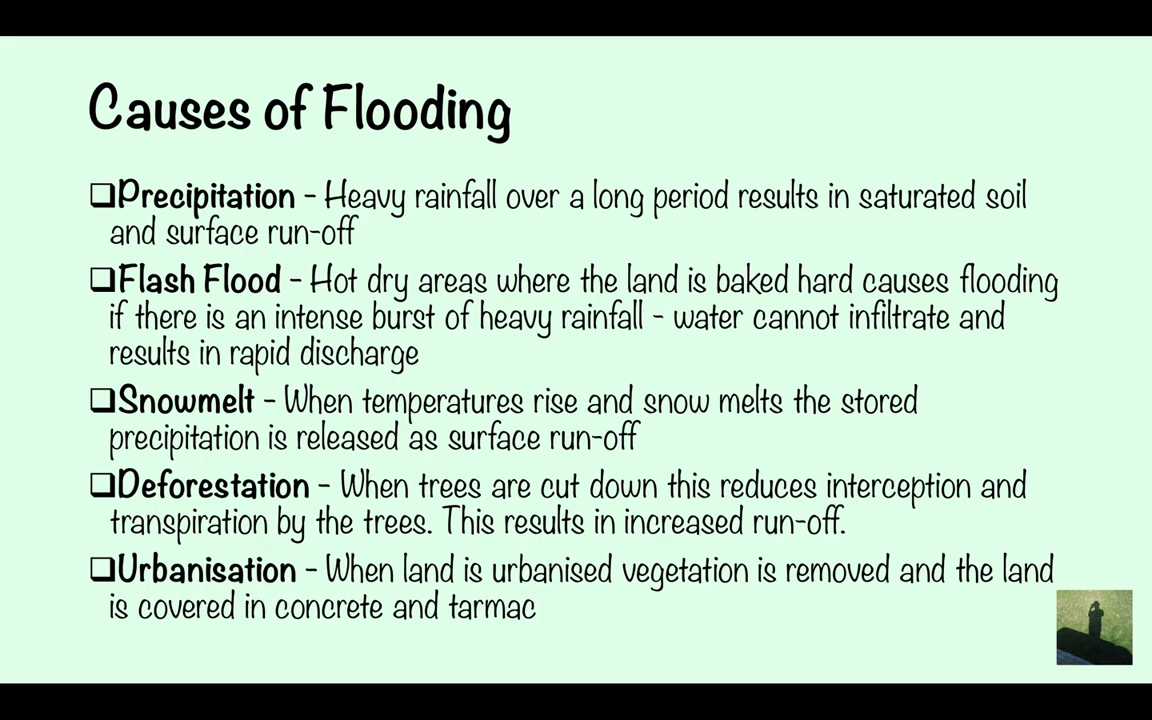 Causes of Flooding
❑Precipitation - Heavy rainfall over a long period results in saturated soil
and surface run-off
❑Flash Flood - Hot dry areas where the land is baked hard causes flooding
if there is an intense burst of heavy rainfall - water cannot infiltrate and
results in rapid discharge
❑Snowmelt - When temperatures rise and snow melts the stored
precipitation is released as surface run-off
❑Deforestation - When trees are cut down this reduces interception and
transpiration by the trees. This results in increased run-off.
❑Urbanisation - When land is urbanised vegetation is removed and the land
is covered in concrete and tarmac